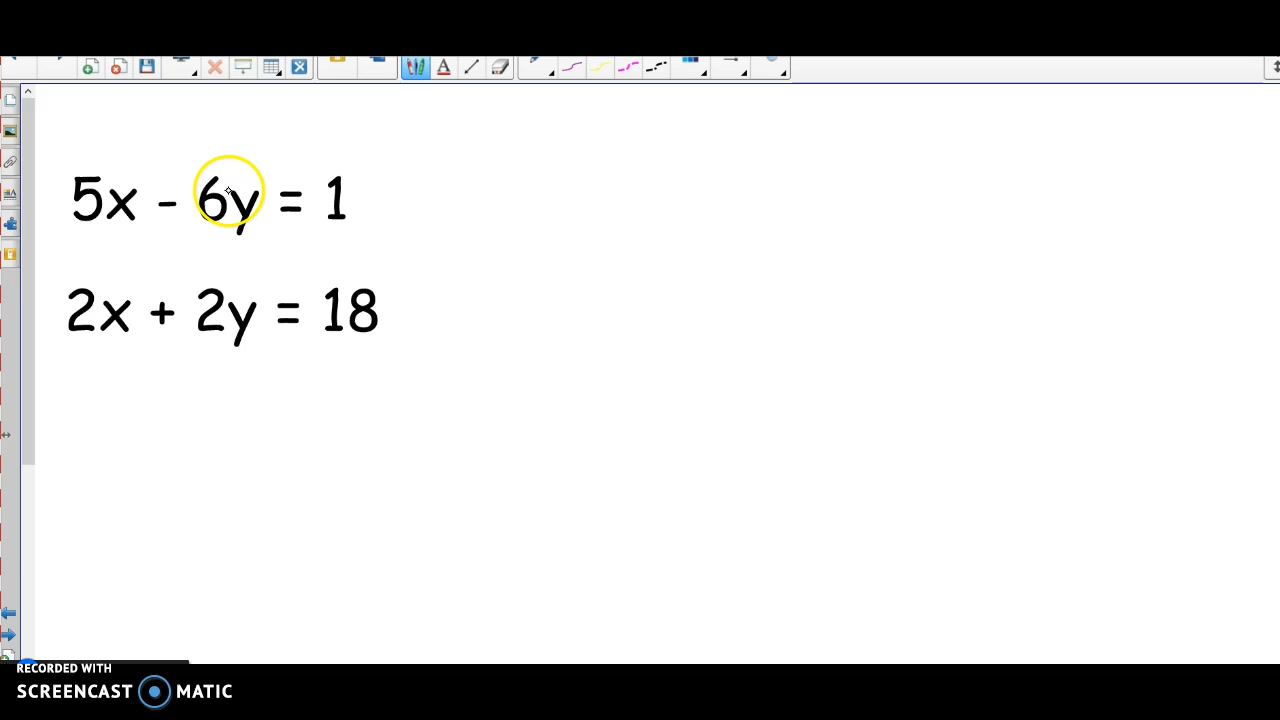 5x - 6y = 1
2x + 2y = 18
RECORDED WITH
SCREENCAST MATIC